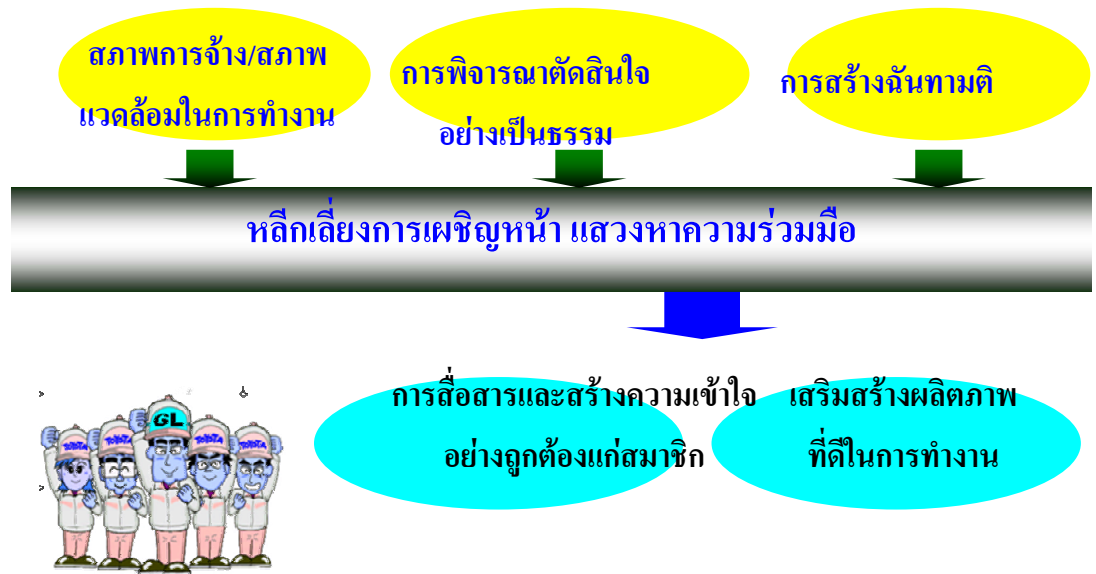 สภาพการจ้าง/สภาพ
แวดล้อมในการทำงาน
การพิจารณาตัดสินใจ
อย่างเป็นธรรม
การสร้างฉันทามติ
หลีกเลี่ยงการเผชิญหน้า แสวงหาความร่วมมือ
การสื่อสารและสร้างความเข้าใจ
อย่างถูกต้องแก่สมาชิก
เสริมสร้างผลิตภาพ
ที่ดีในการทำงาน
GL
TOYOTA
TOYOTA
TOYOTA
TOYOTA